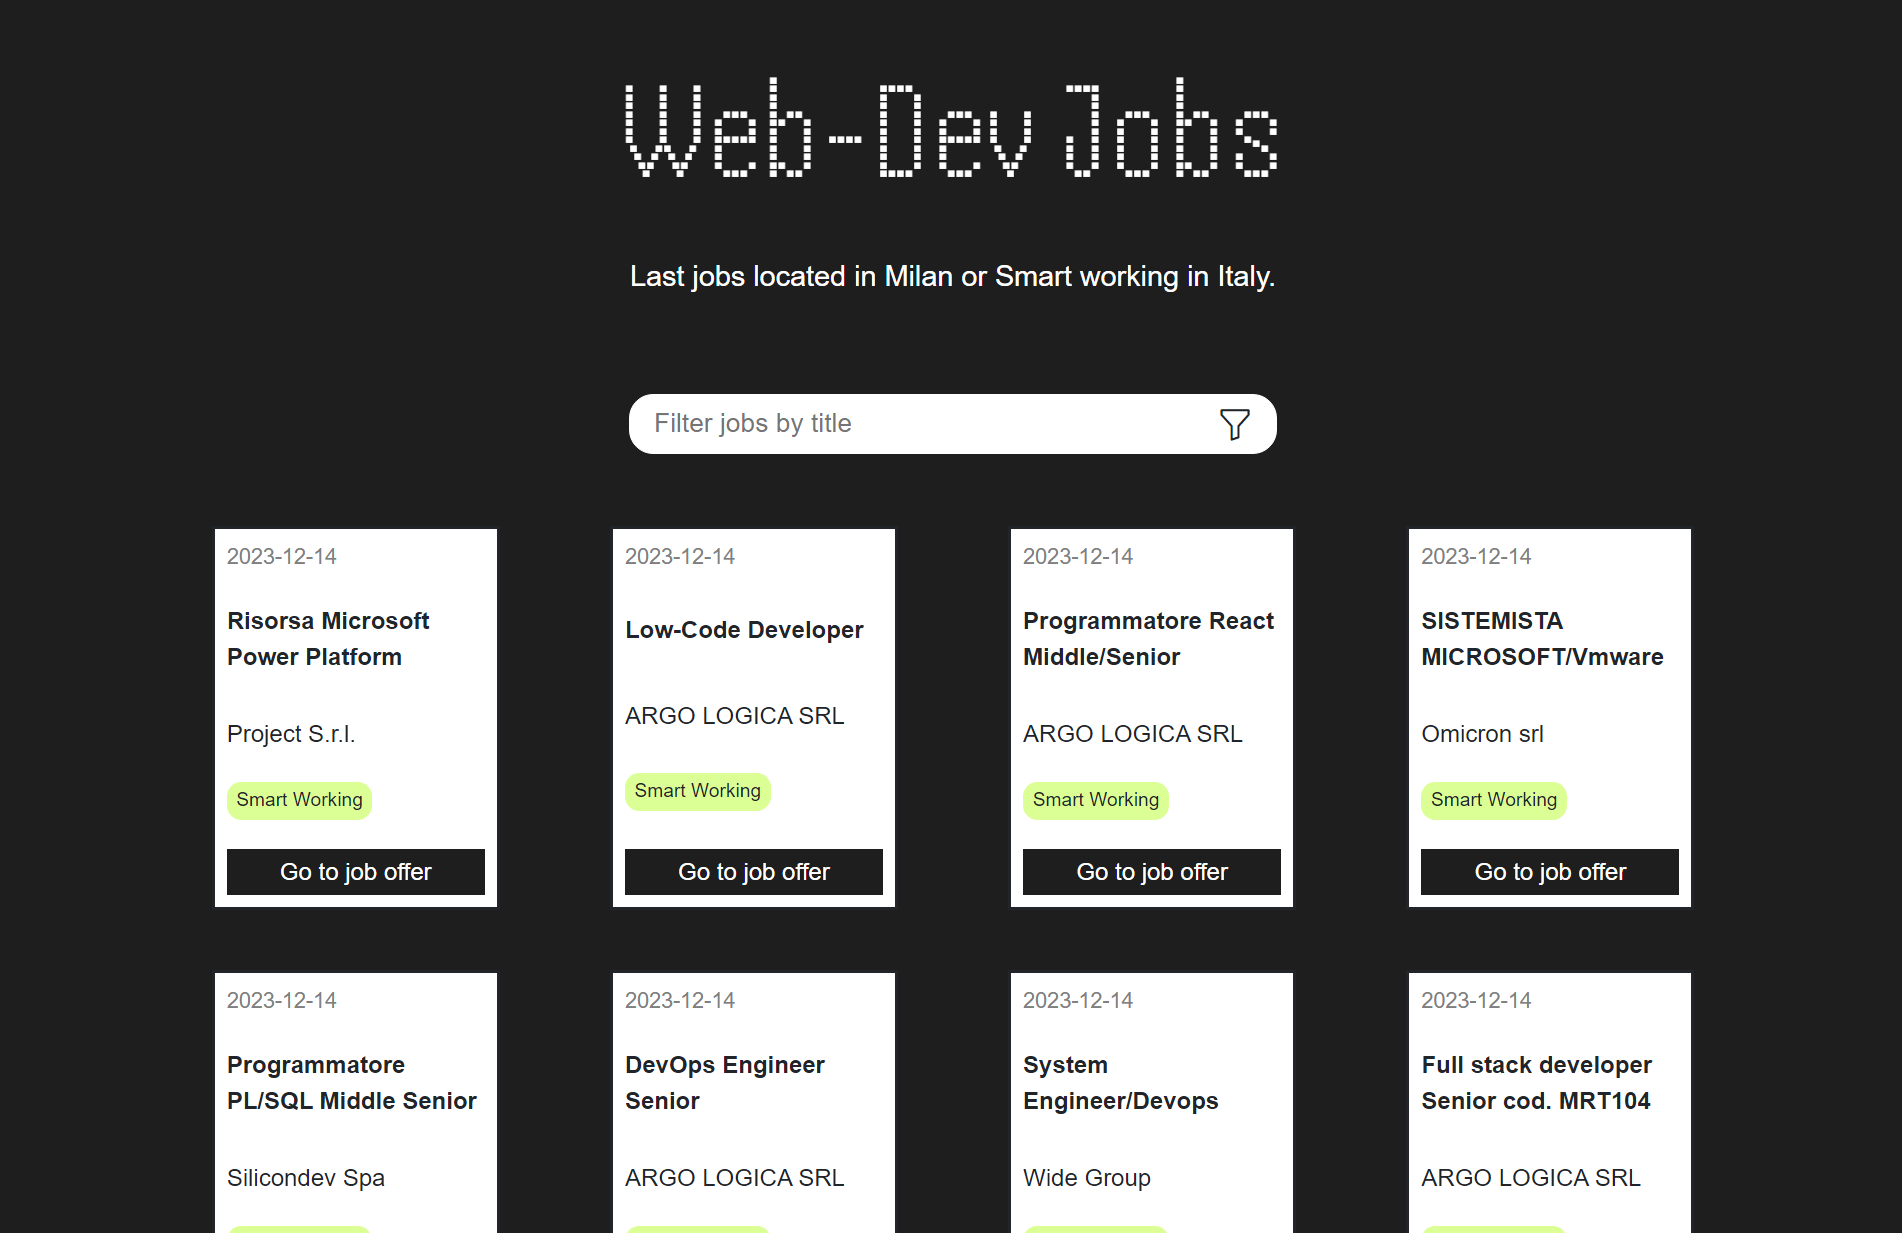 Web-Dev Jobs
Last jobs located in Milan or Smart working in Italy.
Filter jobs by title
2023-12-14
Risorsa Microsoft
Power Platform
Project S.r.l.
Smart Working
Go to job offer
2023-12-14
Low-Code Developer
ARGO LOGICA SRL
Smart Working
Go to job offer
2023-12-14
Programmatore React
Middle/Senior
ARGO LOGICA SRL
Smart Working
Go to job offer
2023-12-14
SISTEMISTA
MICROSOFT/Vmware
Omicron srl
Smart Working
Go to job offer
2023-12-14
Programmatore
PL/SQL Middle Senior
Silicondev Spa
2023-12-14
DevOps Engineer
Senior
ARGO LOGICA SRL
2023-12-14
System
Engineer/Devops
Wide Group
2023-12-14
Full stack developer
Senior cod. MRT104
ARGO LOGICA SRL